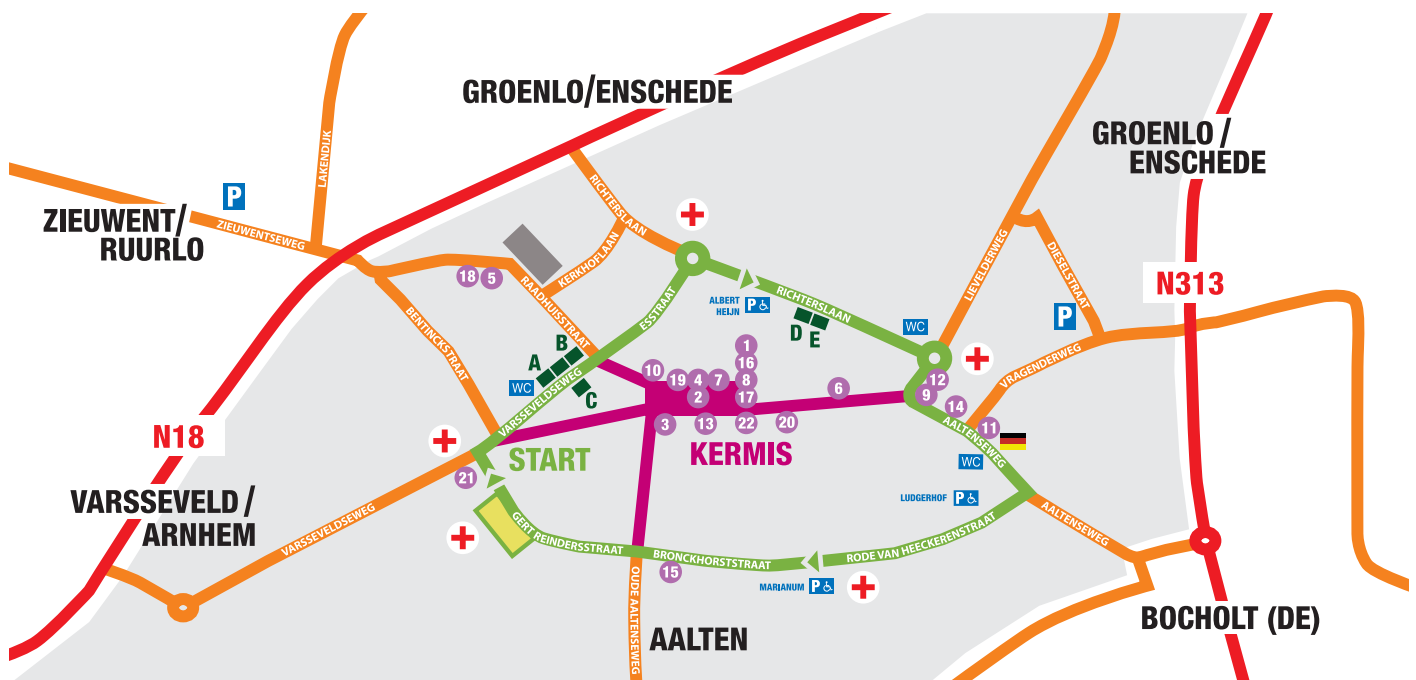 GROENLO/ENSCHEDE
GROENLO /
ENSCHEDE
LAKENDIJK
P
ZIEUWENT/
RUURLO
ZIEUWENTSEWEG
RICHTERSLAAN
KERKHOFLAAN
18
5
RAADHUISSTRAAT
BENTINCKSTRAAT
ESSTRAAT
ALBERT
HEIJN
P
RICHTERSLAAN
D
E
WC
LIEVELDERWEG
DIESELSTRAAT
P
N313
VRAGENDERWEG
A
B
C
WC
VARSSEVELDSEWEG
10
19
4
7
1
16
8
2
17
6
12
9
14
11
3
13
22
20
AALTENSEWEG
WC
N18
START
KERMIS
21
LUDGERHOF
P
VARSSEVELD /
ARNHEM
VARSSEVELDSEWEG
GERT REINDERSSTRAAT
BRONCKHORSTSTRAAT
RODE VAN HEECKERENSTRAAT
AALTENSEWEG
15
MARIANUM
P
OUDE AALTENSEWEG
AALTEN
BOCHOLT (DE)